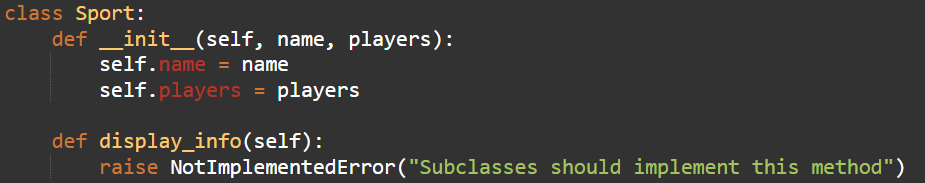 class Sport:
    def __init__(self, name, players):
        self.name = name
        self.players = players

    def display_info(self):
        raise NotImplementedError("Subclasses should implement this method")